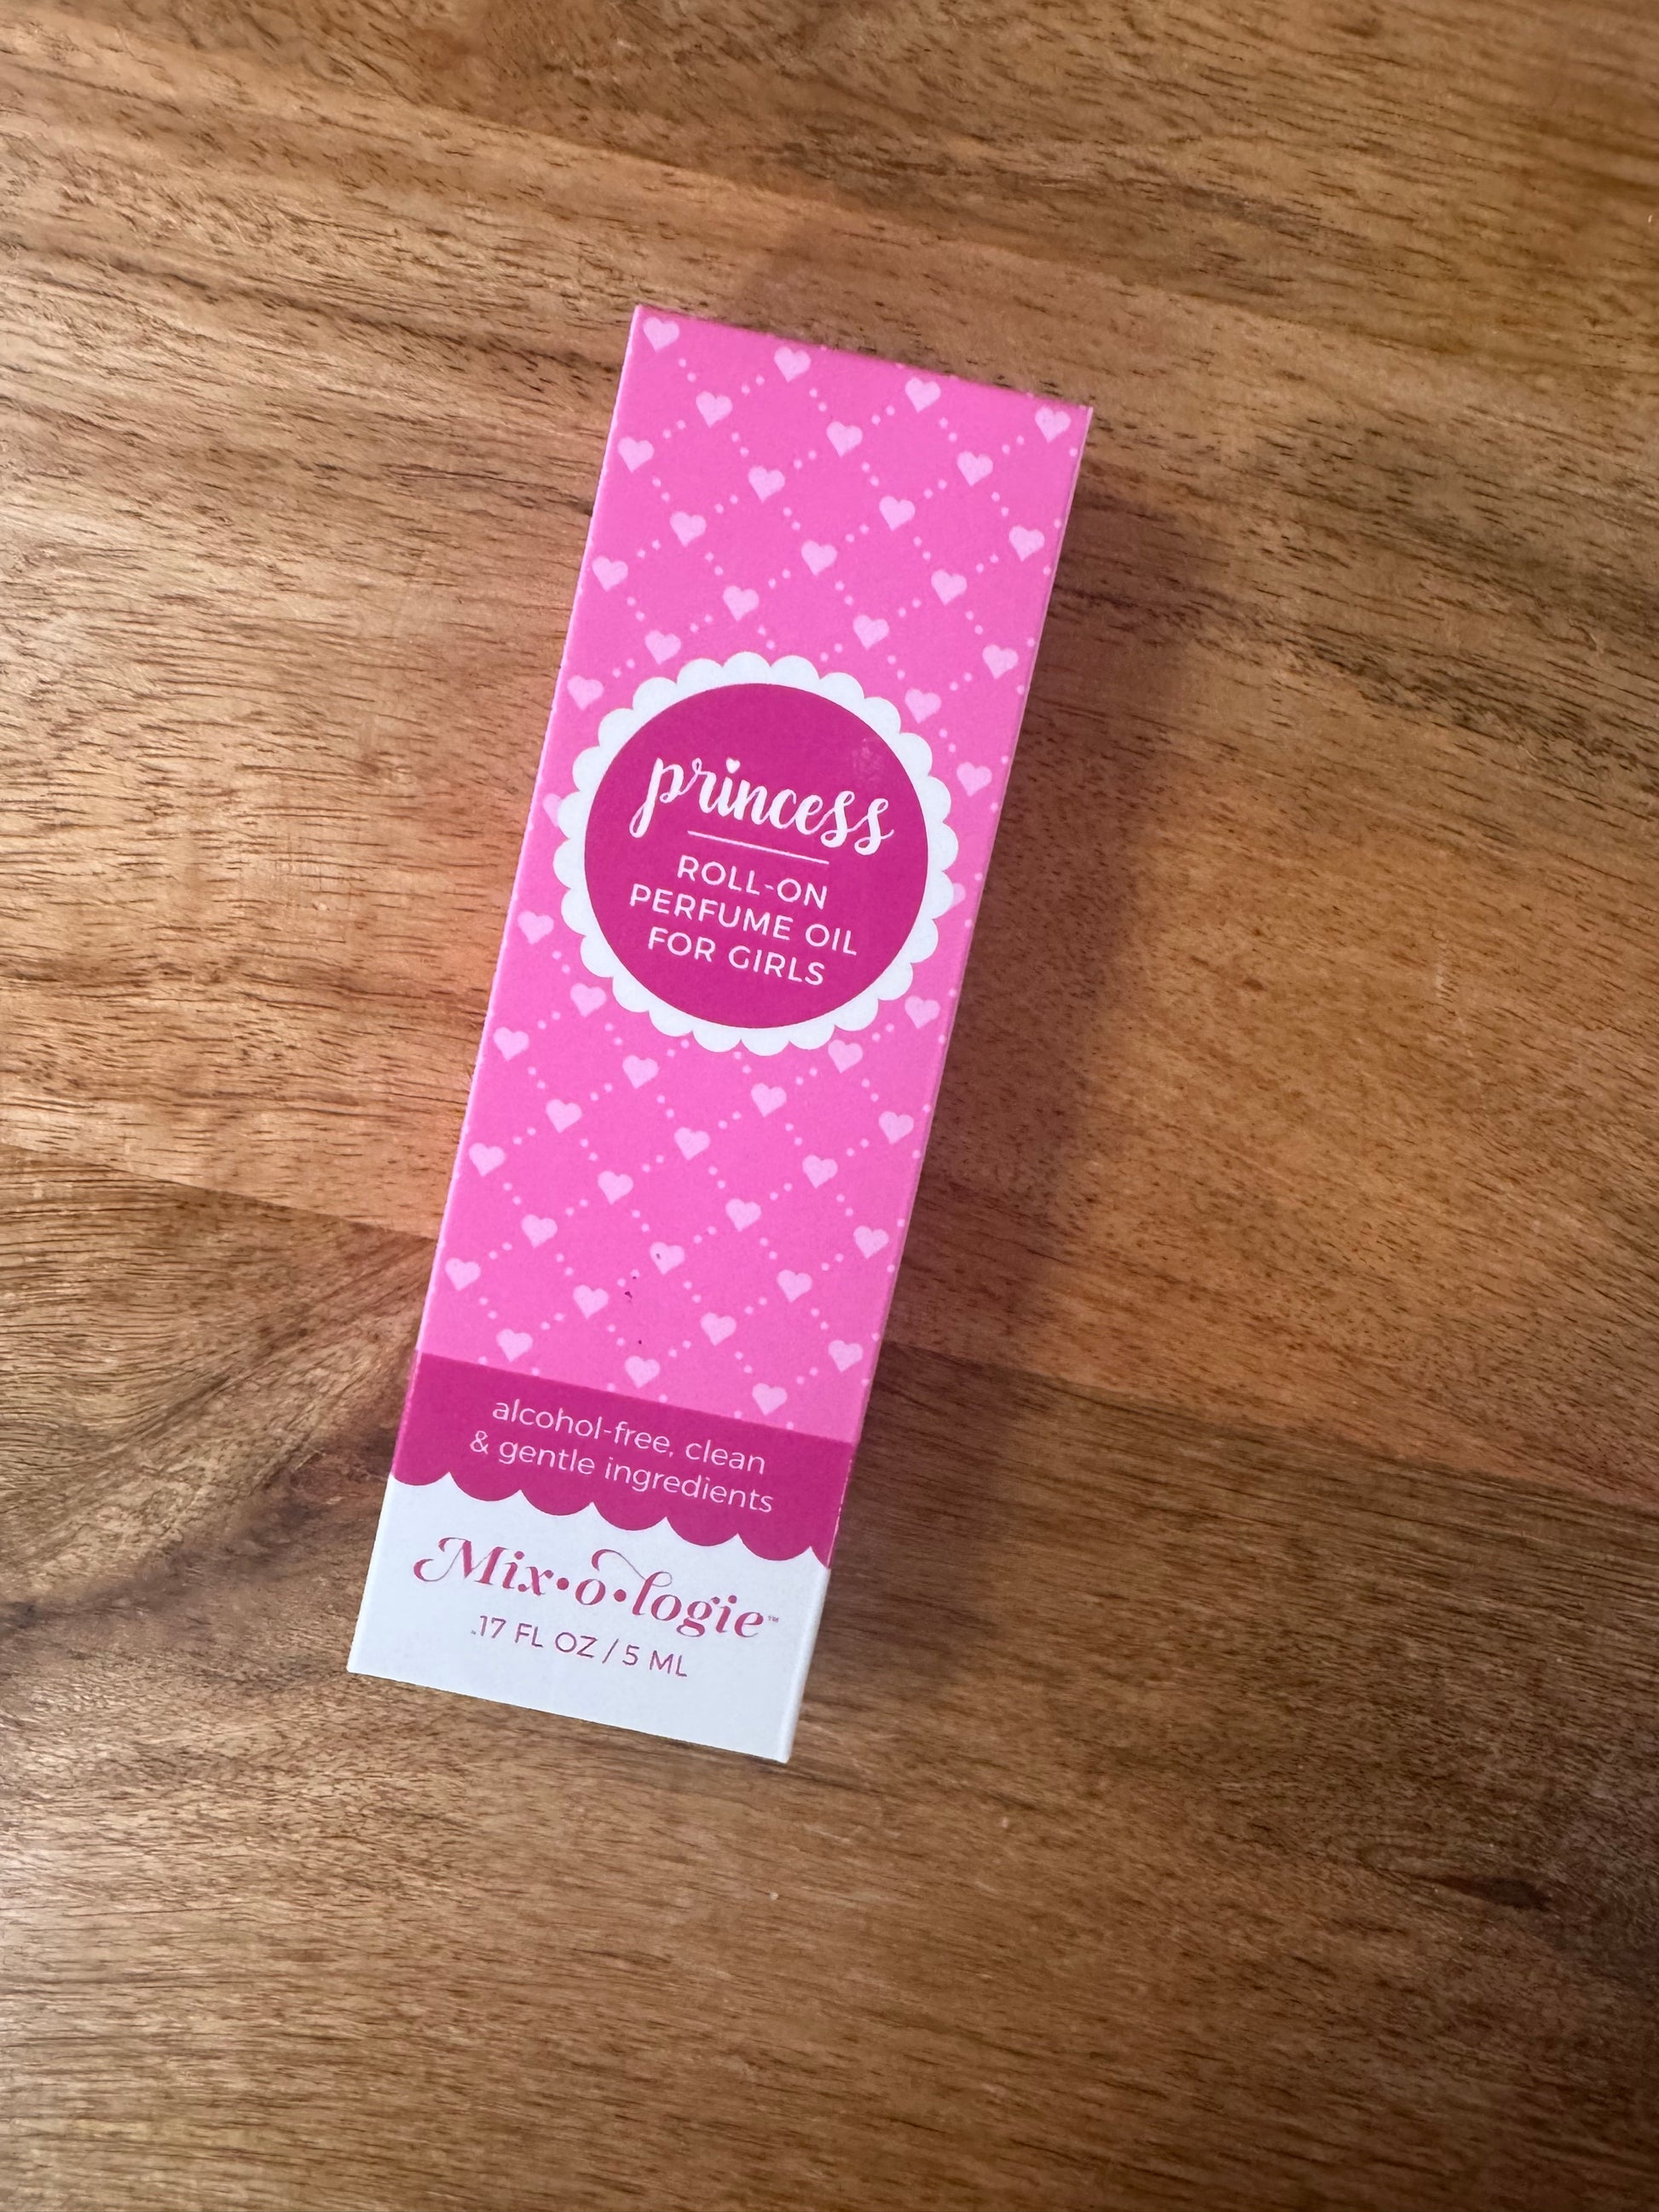 princess
ROLL-ON
PERFUME OIL
FOR GIRLS
alcohol-free, clean
& gentle ingredients
Mix•o•logie™
.17 FL OZ / 5 ML